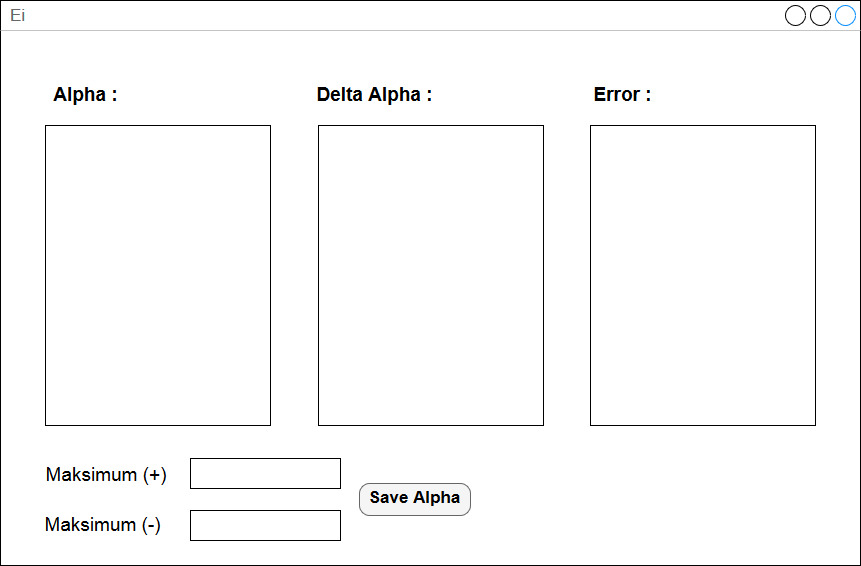 Ei
Alpha :
Delta Alpha :
Error :
Maksimum (+)
Save Alpha
Maksimum (-)